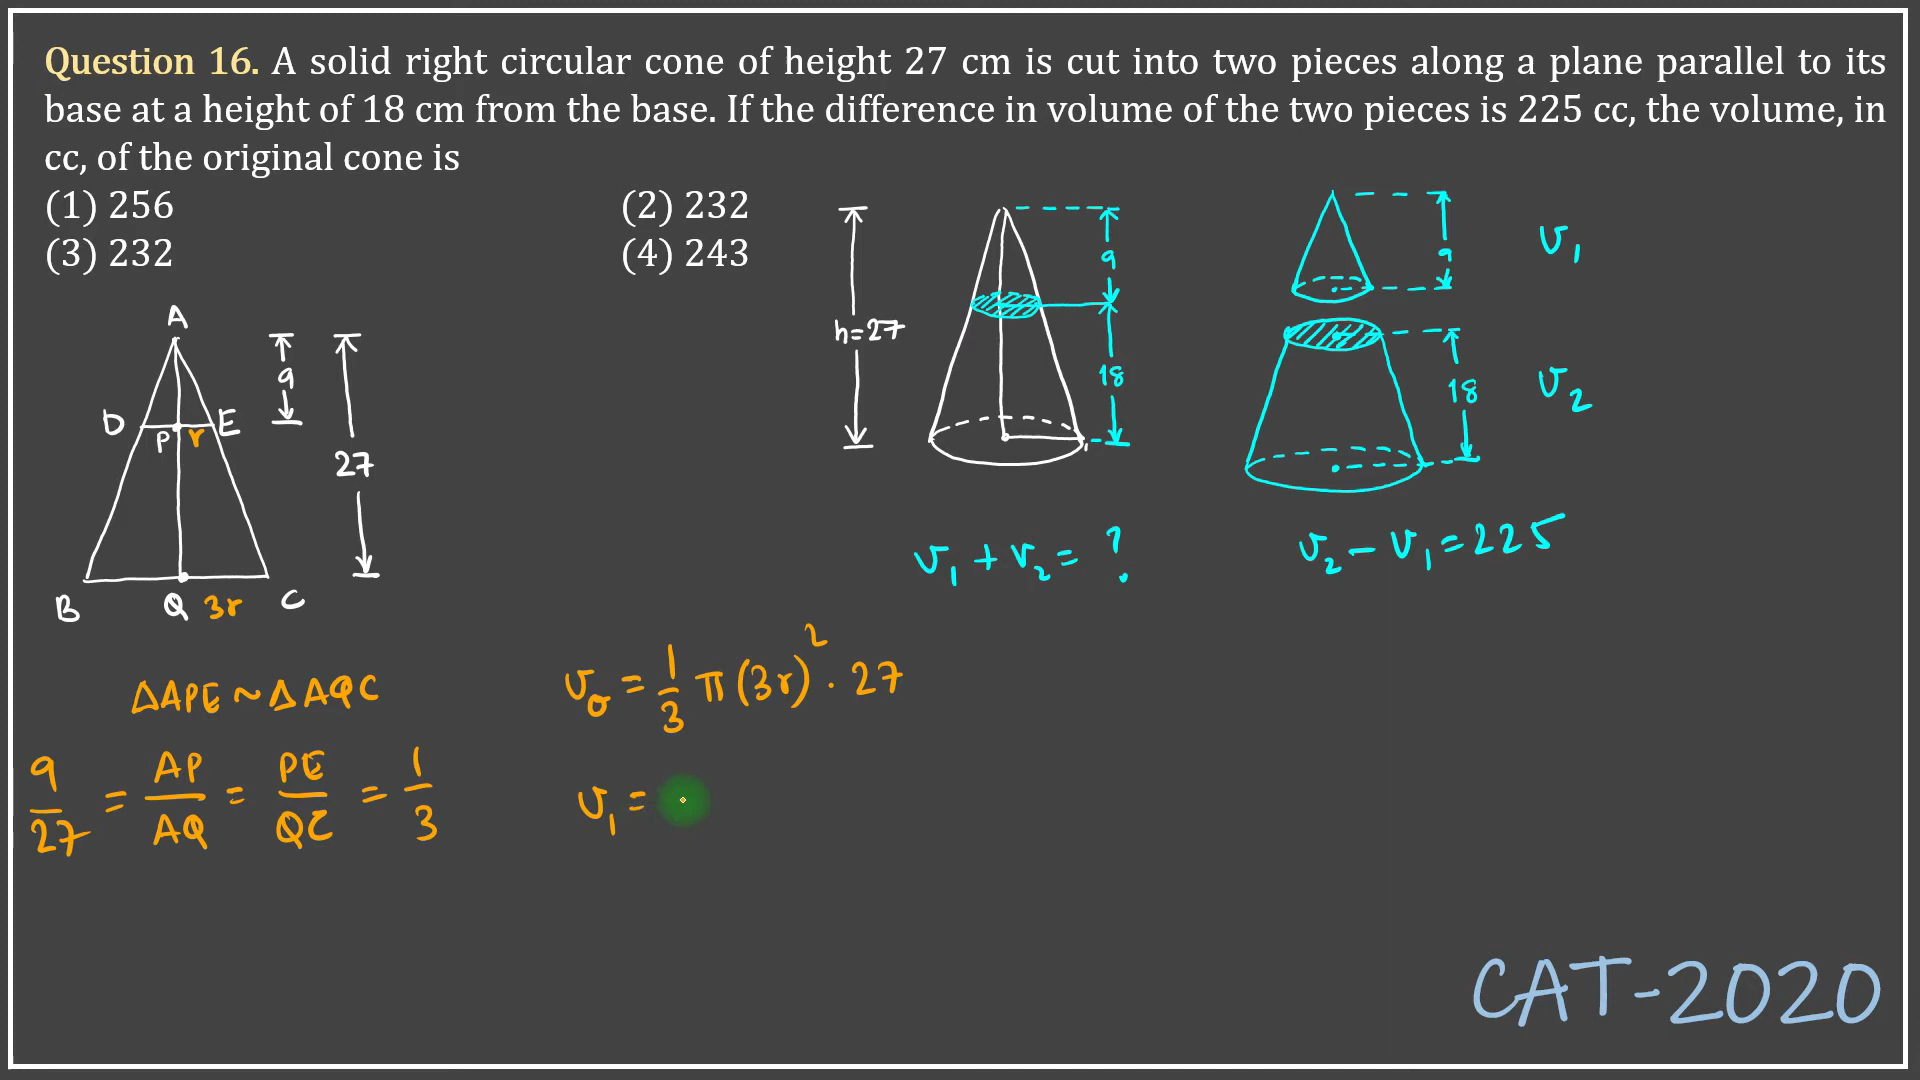 Question 16. A solid right circular cone of height 27 cm is cut into two pieces along a plane parallel to its
base at a height of 18 cm from the base. If the difference in volume of the two pieces is 225 cc, the volume, in
cc, of the original cone is
(1) 256 (2) 232
(3) 232 (4) 243
h=27
9
18
9
v₁
18
v₂
A
D P r E
9
27
B Q 3r C
v₁ + v₂ = ?
v₂ − v₁ = 225
ΔAPE ~ ΔAQC
9/27 = AP/AQ = PE/QC = 1/3
v₀ = 1/3 π (3r)² · 27
v₁ =
CAT-2020